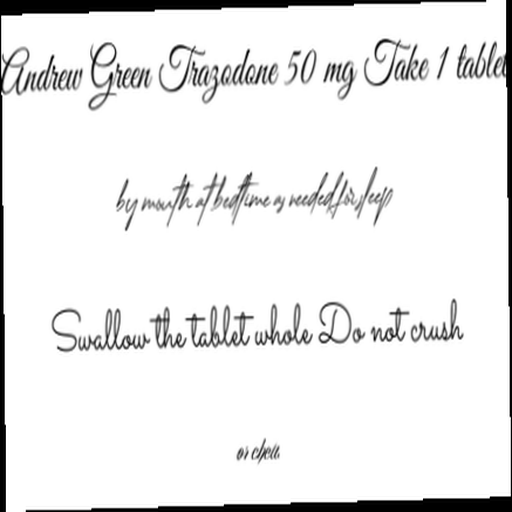 Andrew Green Trazodone 50 mg Take 1 tablet
by mouth at bedtime as needed for sleep
Swallow the tablet whole Do not crush
or chew